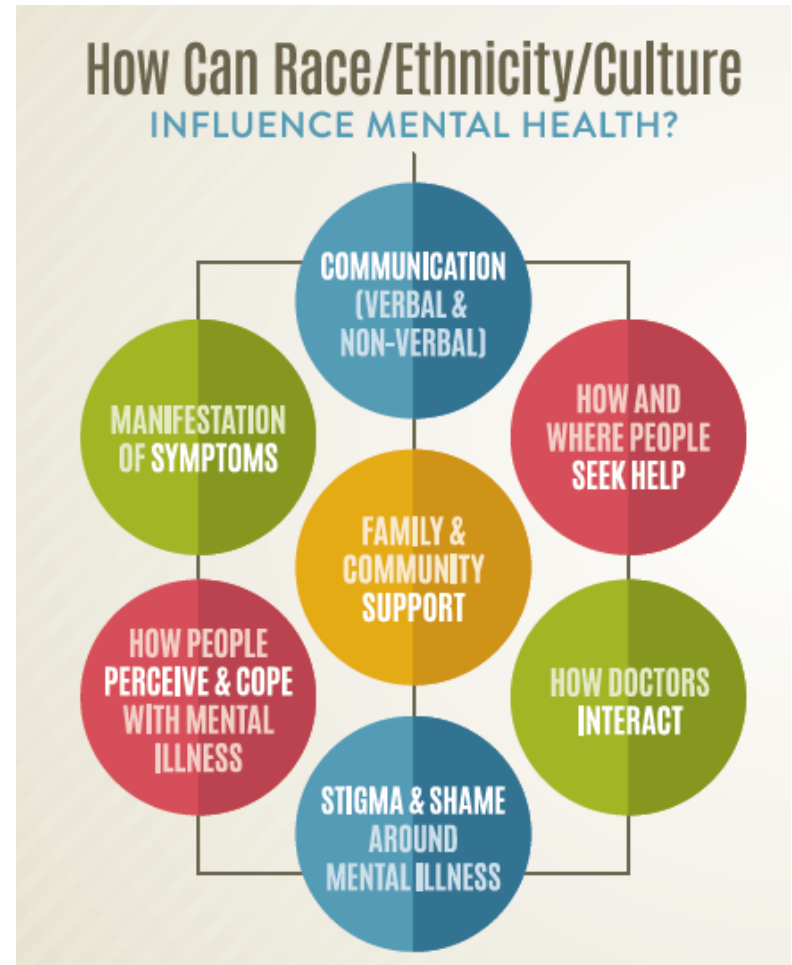 How Can Race/Ethnicity/Culture
INFLUENCE MENTAL HEALTH?
COMMUNICATION
(VERBAL &
NON-VERBAL)
MANIFESTATION
OF SYMPTOMS
HOW AND
WHERE PEOPLE
SEEK HELP
FAMILY &
COMMUNITY
SUPPORT
HOW PEOPLE
PERCEIVE & COPE
WITH MENTAL
ILLNESS
HOW DOCTORS
INTERACT
STIGMA & SHAME
AROUND
MENTAL ILLNESS